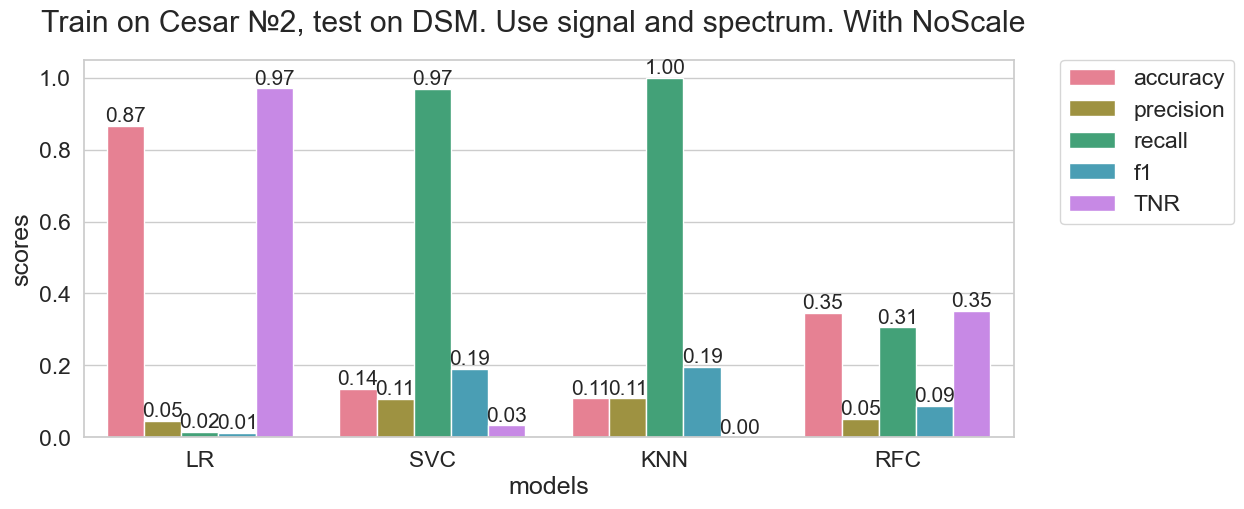 Train on Cesar №2, test on DSM. Use signal and spectrum. With NoScale
scores
1.0
0.8
0.6
0.4
0.2
0.0
0.87
0.05
0.02
0.01
0.97
0.14
0.11
0.97
0.19
0.03
0.11
0.11
1.00
0.19
0.00
0.35
0.05
0.31
0.09
0.35
LR
SVC
KNN
RFC
models
accuracy
precision
recall
f1
TNR